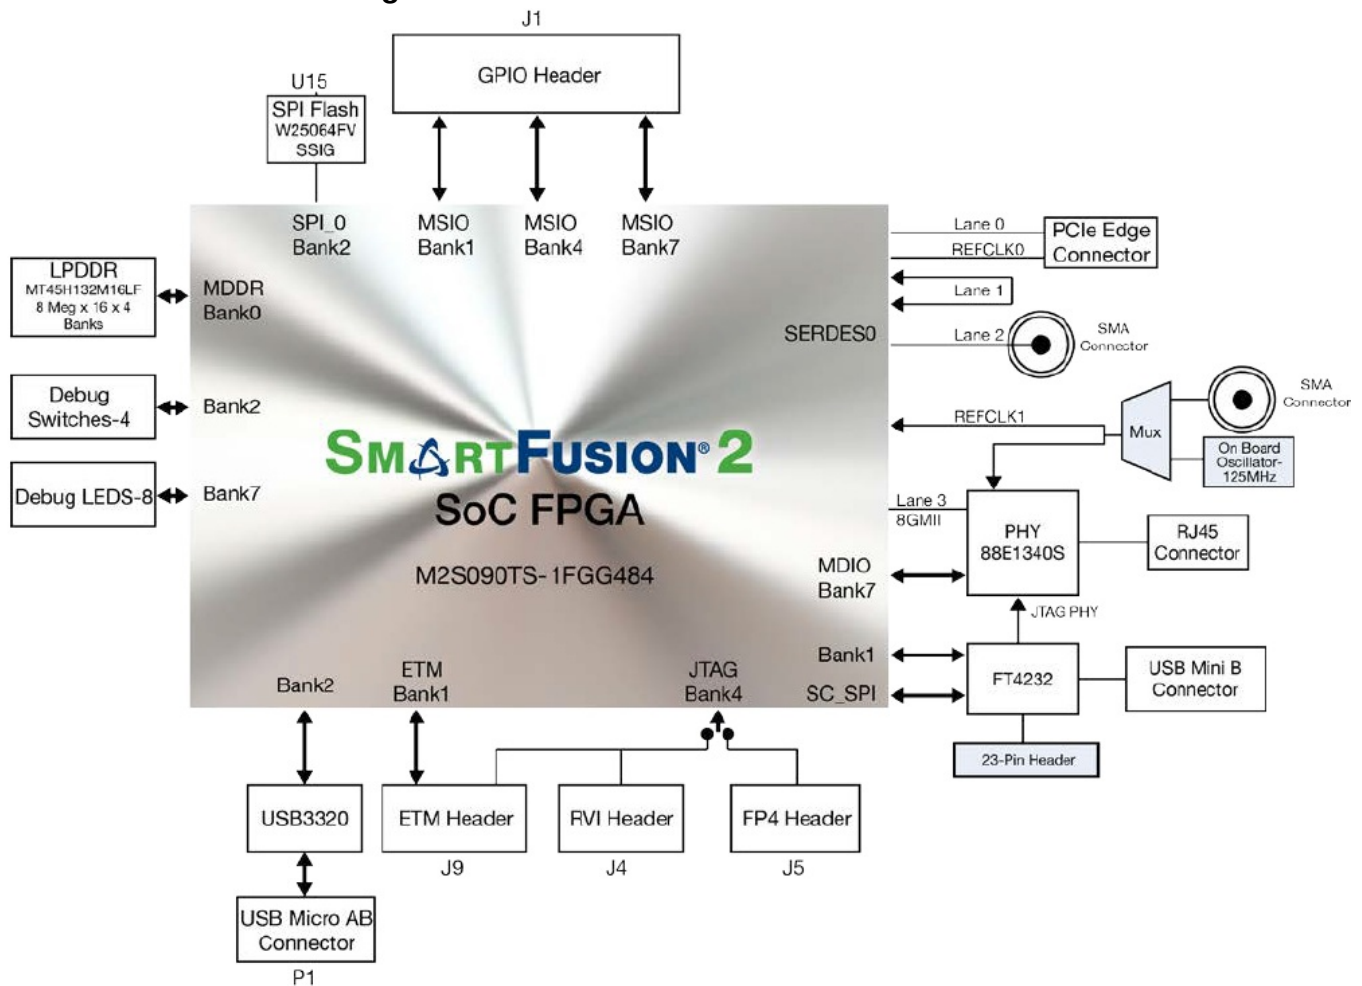 J1
GPIO Header
U15
SPI Flash
W25064FV
SSIG
SPI_0
Bank2
MSIO
Bank1
MSIO
Bank4
MSIO
Bank7
Lane 0
REFCLK0
PCIe Edge
Connector
Lane 1
LPDDR
MT45H132M16LF
8 Meg x 16 x 4
Banks
MDDR
Bank0
SERDES0
Lane 2
SMA
Connector
Debug
Switches-4
Bank2
REFCLK1
Mux
SMA
Connector
On Board
Oscillator-
125MHz
Debug LEDS-8
Bank7
SMARTFUSION® 2
SoC FPGA
M2S090TS-1FGG484
Lane 3
8GMII
PHY
88E1340S
RJ45
Connector
MDIO
Bank7
JTAG PHY
Bank1
SC_SPI
FT4232
USB Mini B
Connector
23-Pin Header
Bank2
ETM
Bank1
JTAG
Bank4
USB3320
ETM Header
J9
RVI Header
J4
FP4 Header
J5
USB Micro AB
Connector
P1